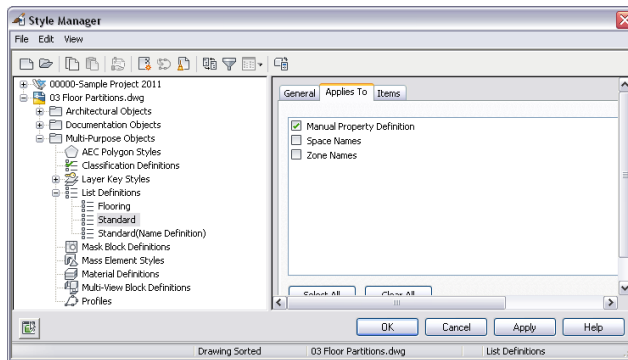 Style Manager
File Edit View
00000-Sample Project 2011
03 Floor Partitions.dwg
Architectural Objects
Documentation Objects
Multi-Purpose Objects
AEC Polygon Styles
Classification Definitions
Layer Key Styles
List Definitions
Flooring
Standard
Standard(Name Definition)
Mask Block Definitions
Mass Element Styles
Material Definitions
Multi-View Block Definitions
Profiles
General Applies To Items
Manual Property Definition
Space Names
Zone Names
Select All Clear All
OK Cancel Apply Help
Drawing Sorted 03 Floor Partitions.dwg List Definitions